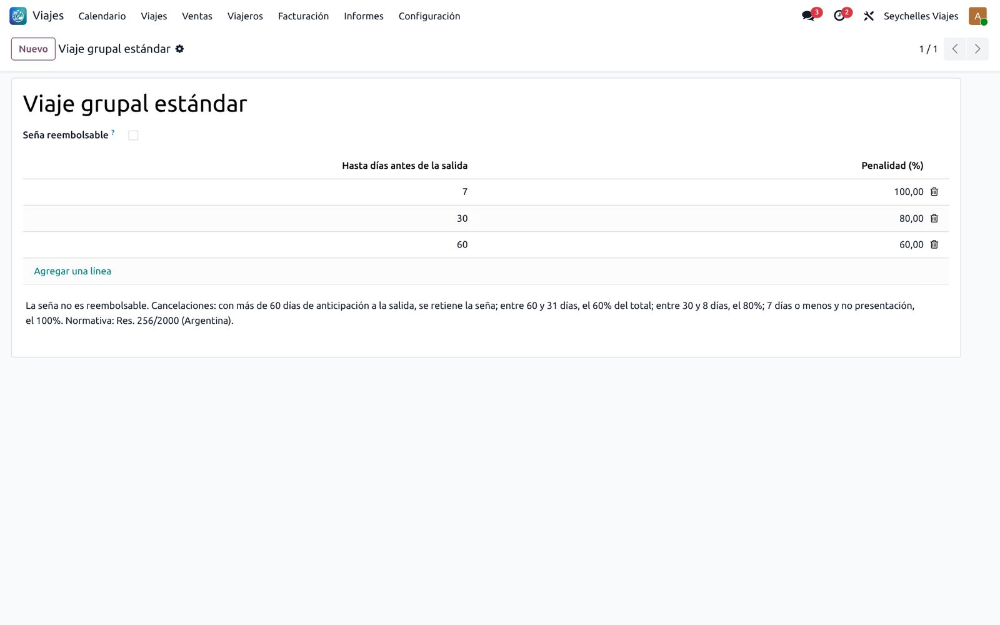 Viajes Calendario Viajes Ventas Viajeros Facturación Informes Configuración 3 2 Seychelles Viajes A
Nuevo Viaje grupal estándar 1 / 1
Viaje grupal estándar
Seña reembolsable ?
Hasta días antes de la salida Penalidad (%)
7 100,00
30 80,00
60 60,00
Agregar una línea
La seña no es reembolsable. Cancelaciones: con más de 60 días de anticipación a la salida, se retiene la seña; entre 60 y 31 días, el 60% del total; entre 30 y 8 días, el 80%; 7 días o menos y no presentación,
el 100%. Normativa: Res. 256/2000 (Argentina).